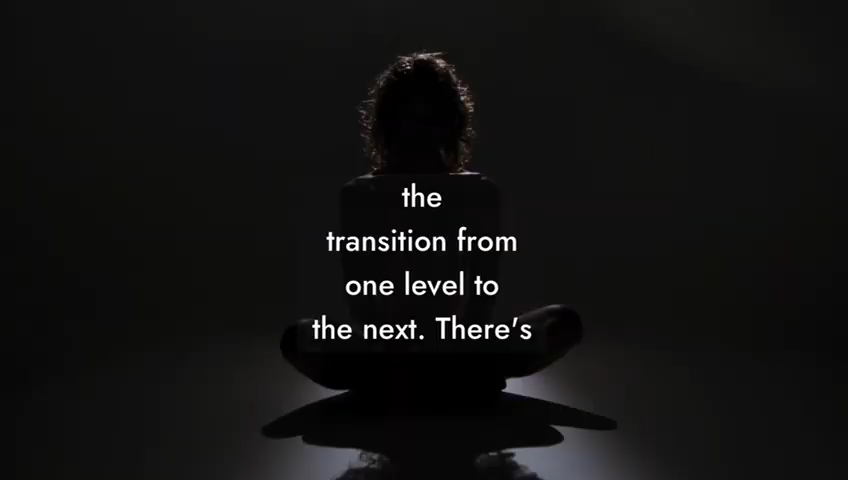 the
transition from
one level to
the next. There's